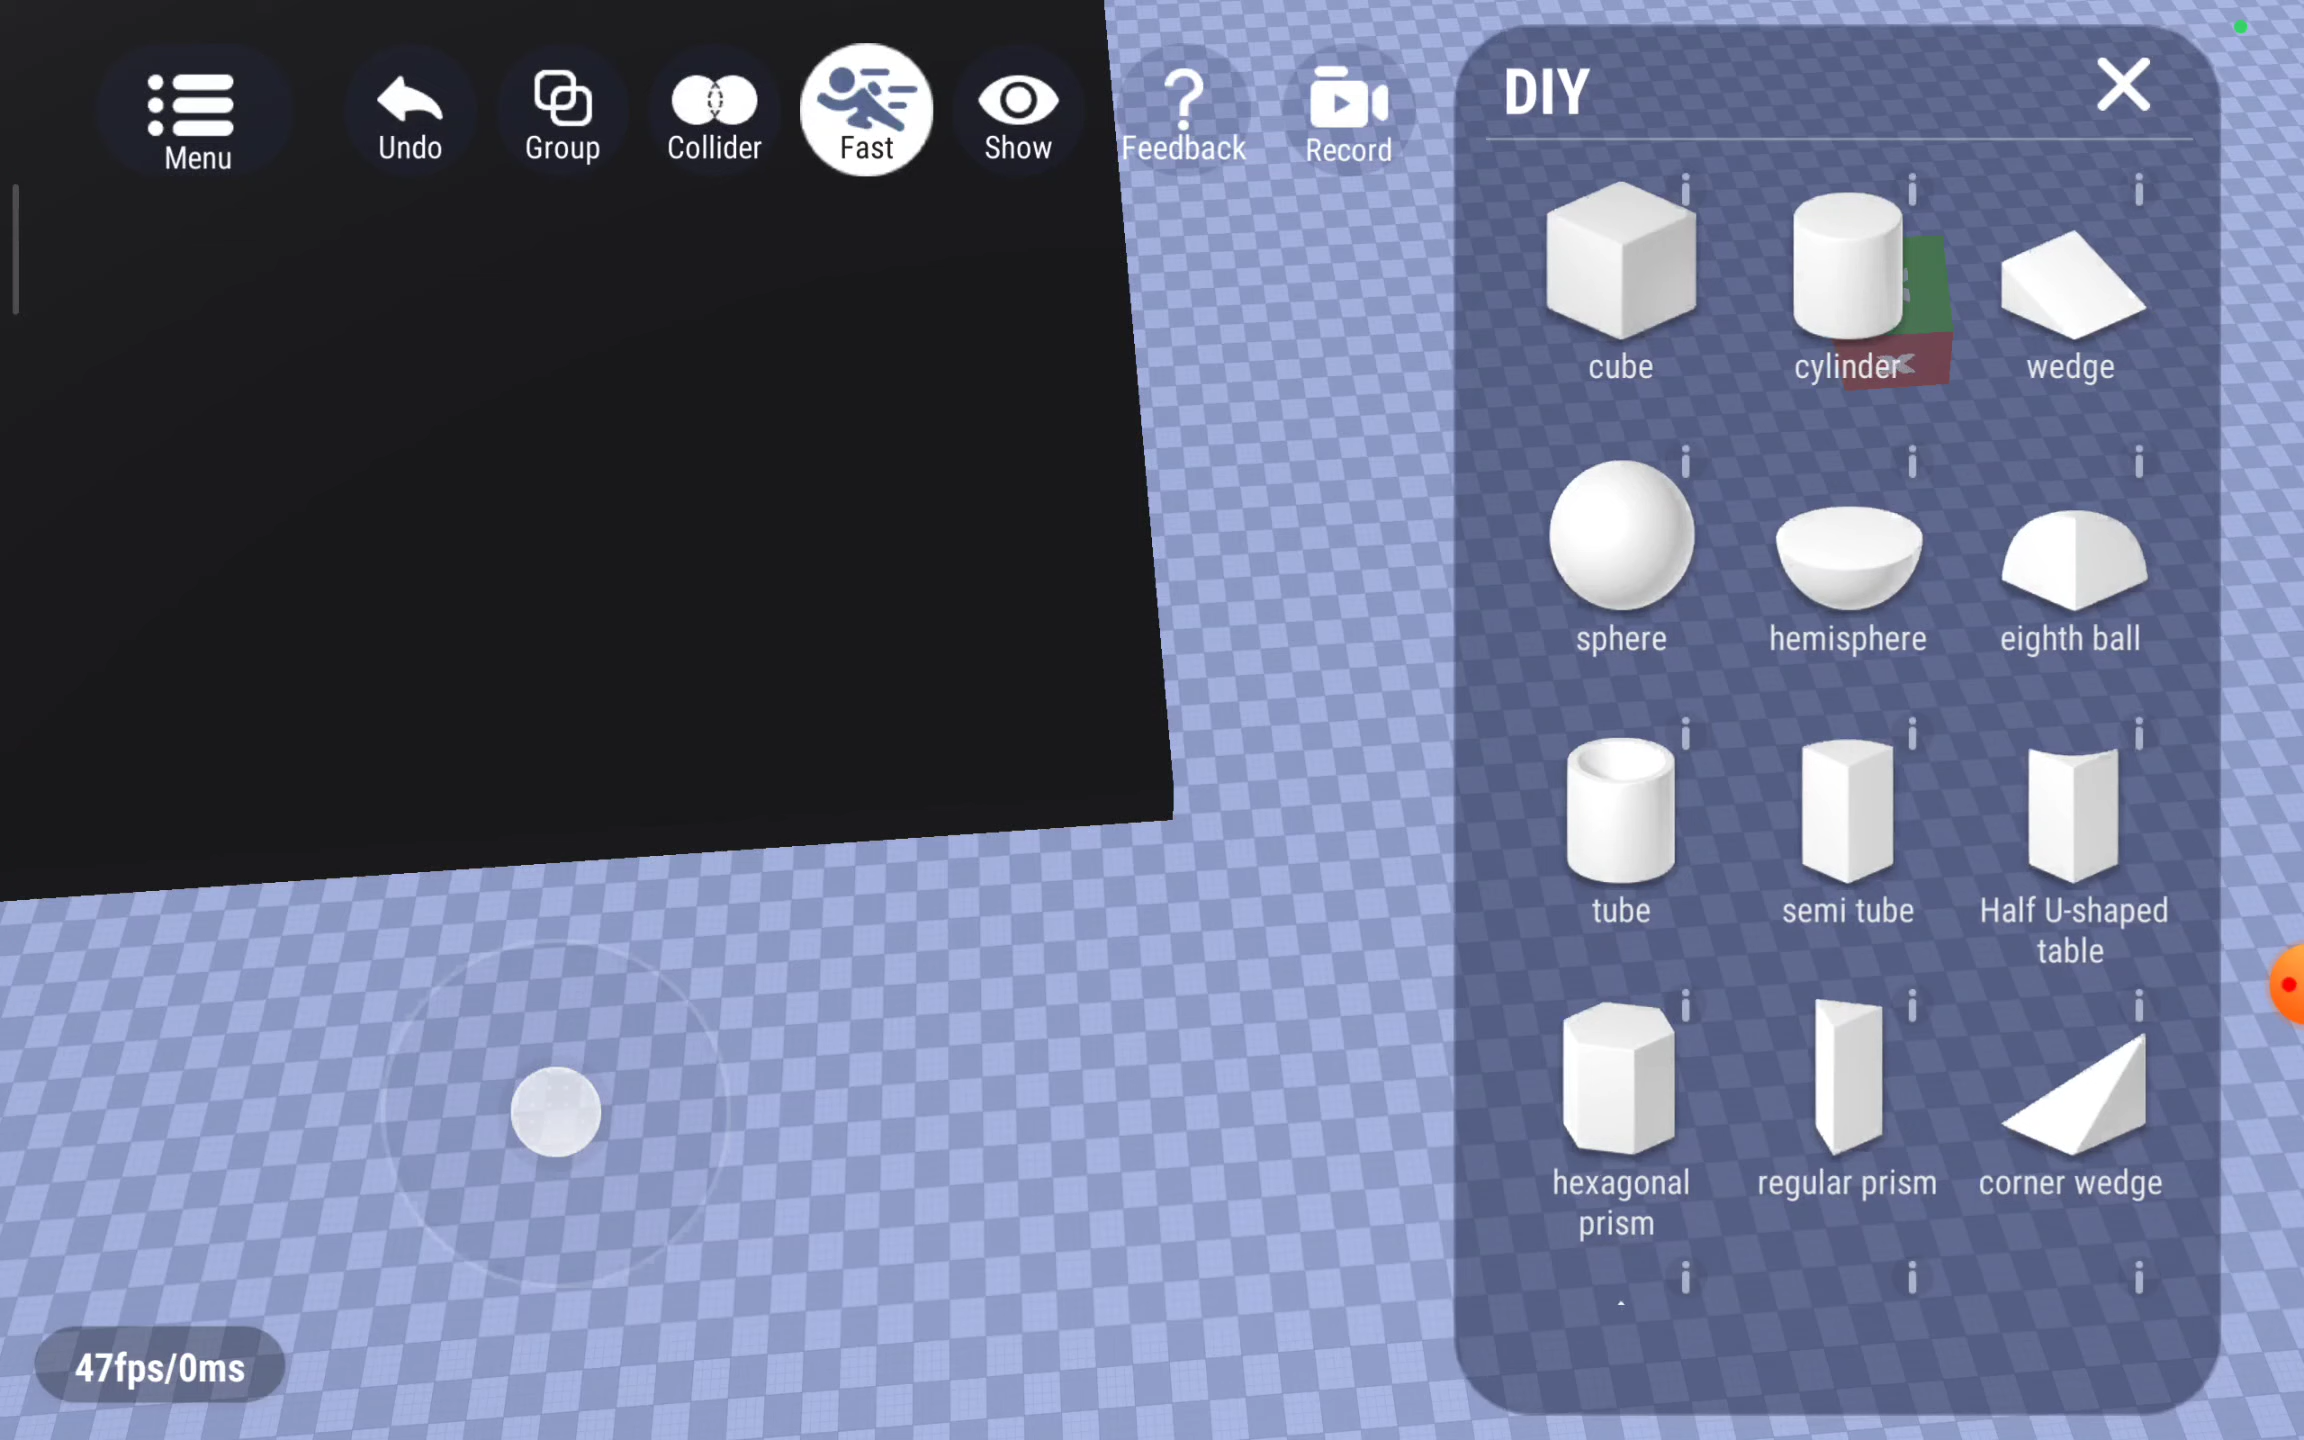 Menu
Undo
Group
Collider
Fast
Show
Feedback
Record
DIY
cube
cylinder
wedge
sphere
hemisphere
eighth ball
tube
semi tube
Half U-shaped
table
hexagonal
prism
regular prism
corner wedge
47fps/0ms